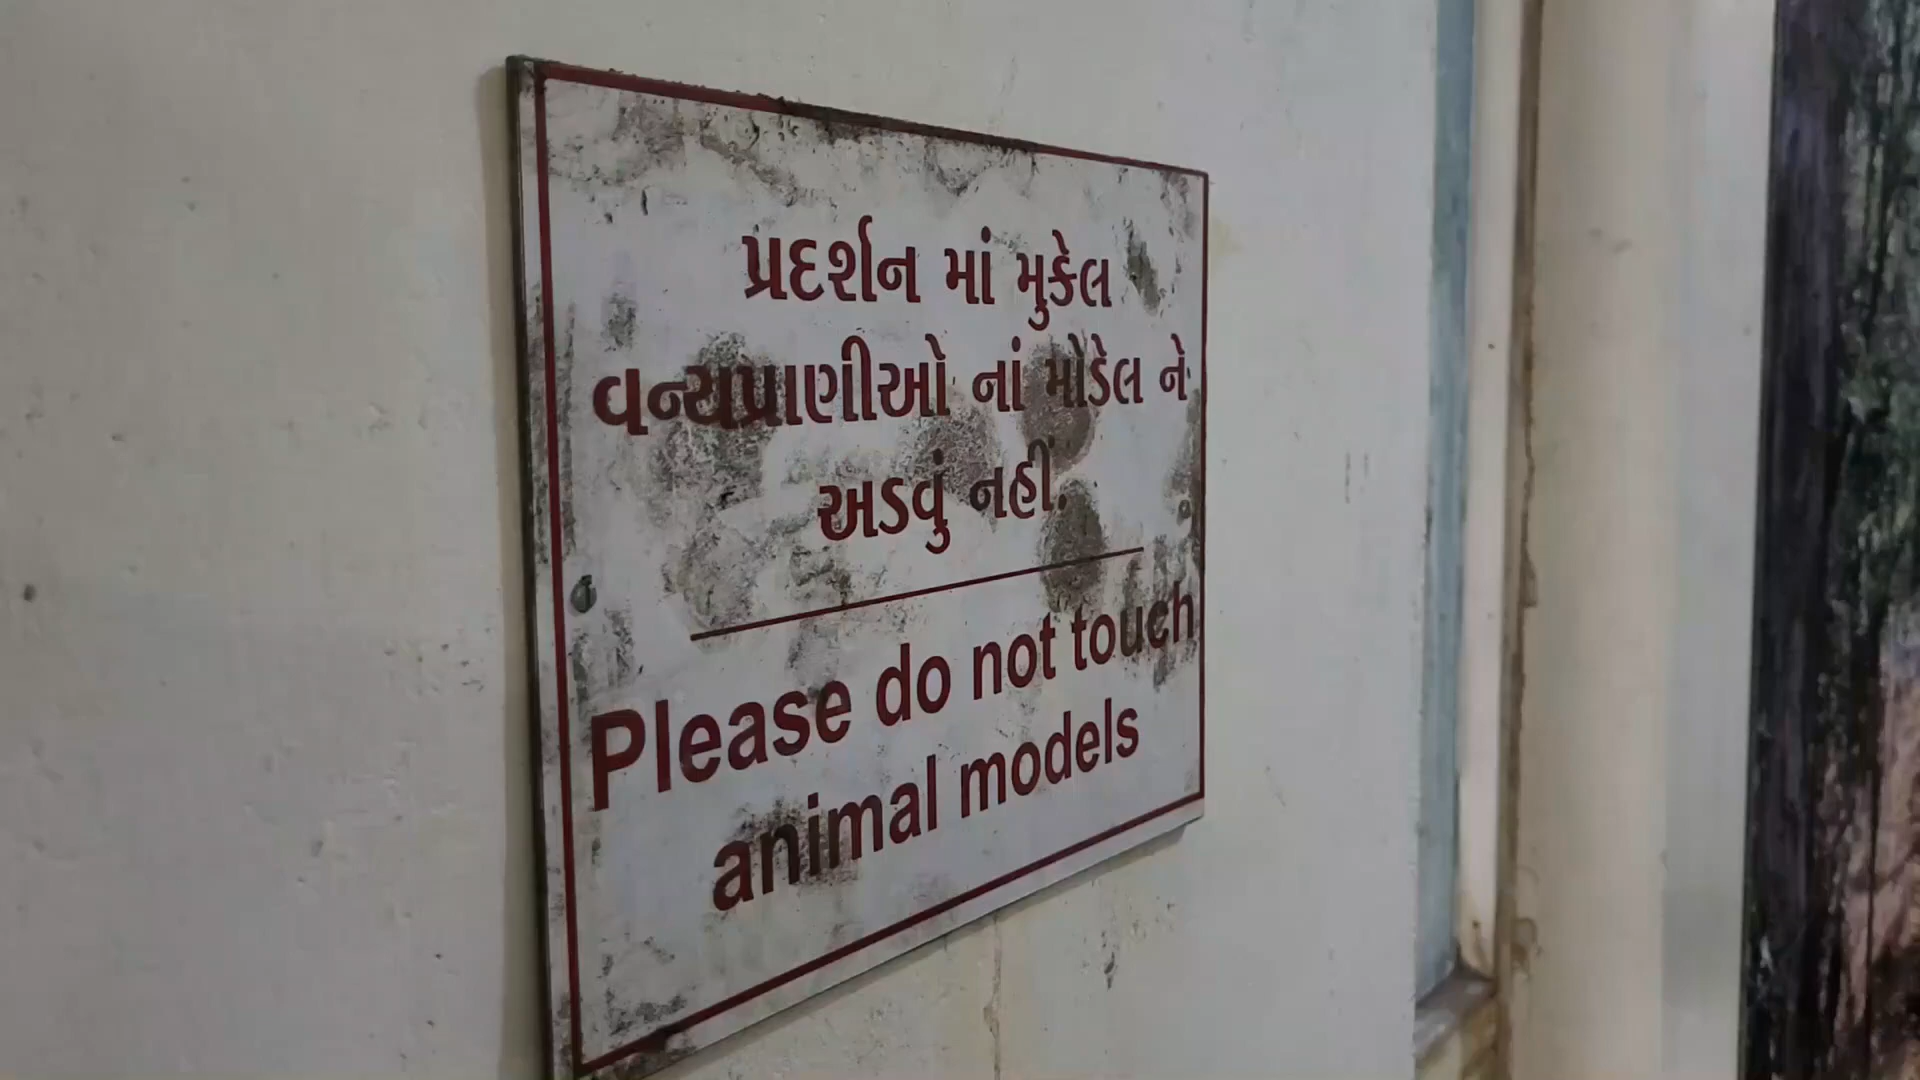 પ્રદર્શન માં મુકેલ
વન્યપ્રાણીઓ નાં મોડેલ ને
અડવું નહીં.
Please do not touch
animal models